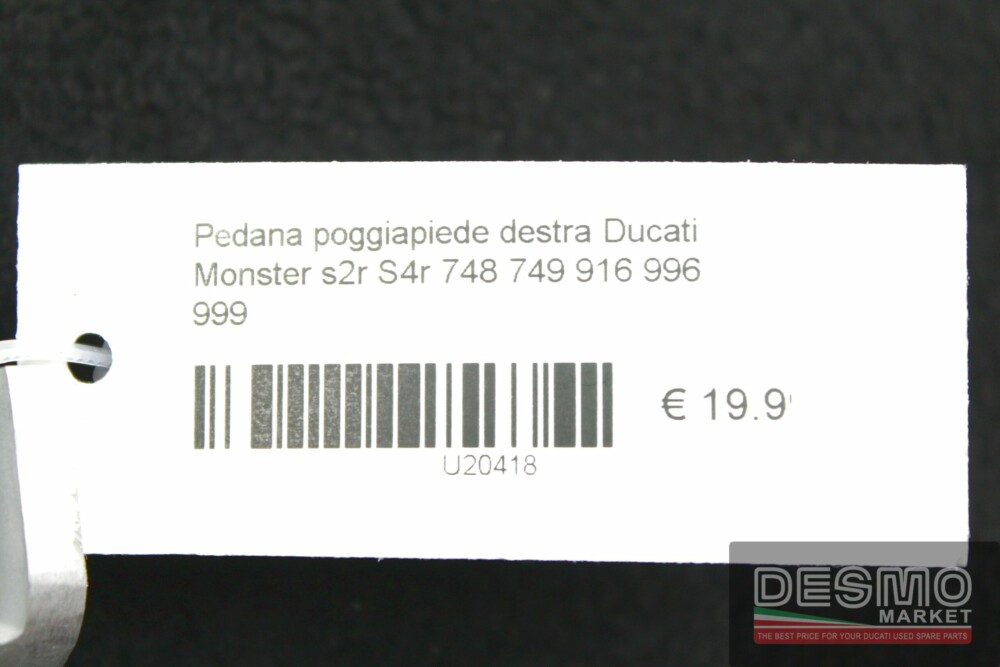 Pedana poggiapiede destra Ducati
Monster s2r S4r 748 749 916 996
999
€ 19.9
U20418
DESMO
MARKET
THE BEST PRICE FOR YOUR DUCATI USED SPARE PARTS